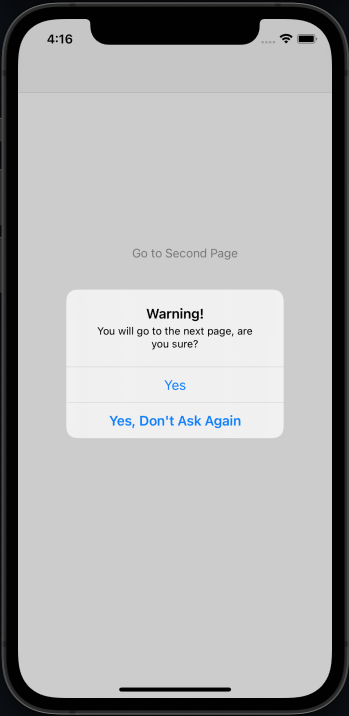 4:16
Go to Second Page
Warning!
You will go to the next page, are
you sure?
Yes
Yes, Don't Ask Again